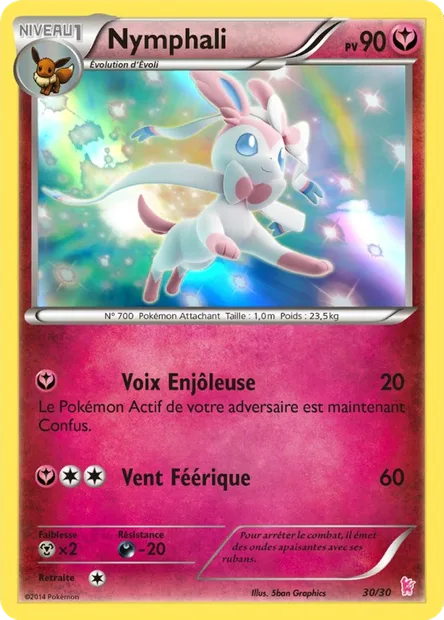 NIVEAU 1
Nymphali
PV 90
Évolution d'Évoli
N° 700 Pokémon Attachant Taille : 1,0m Poids : 23,5kg
Voix Enjôleuse 20
Le Pokémon Actif de votre adversaire est maintenant
Confus.
Vent Féérique 60
Faiblesse Résistance
×2 -20
Pour arrêter le combat, il émet
des ondes apaisantes avec ses
rubans.
Retraite
©2014 Pokémon
Illus. 5ban Graphics
30/30